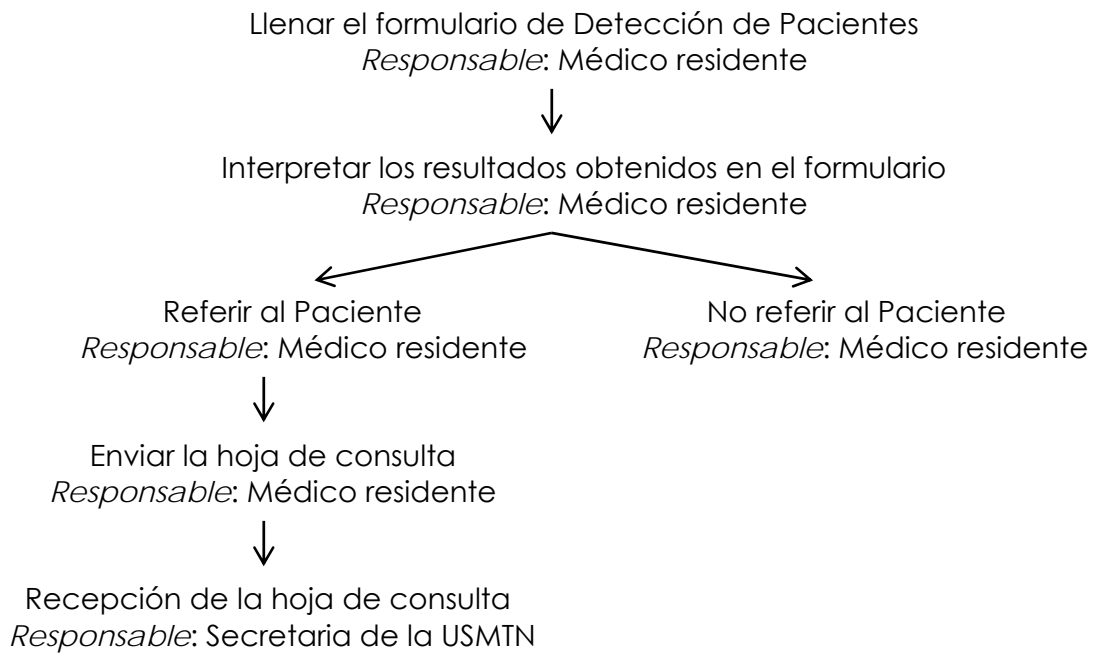 Llenar el formulario de Detección de Pacientes
Responsable: Médico residente
Interpretar los resultados obtenidos en el formulario
Responsable: Médico residente
Referir al Paciente
Responsable: Médico residente
No referir al Paciente
Responsable: Médico residente
Enviar la hoja de consulta
Responsable: Médico residente
Recepción de la hoja de consulta
Responsable: Secretaria de la USMTN